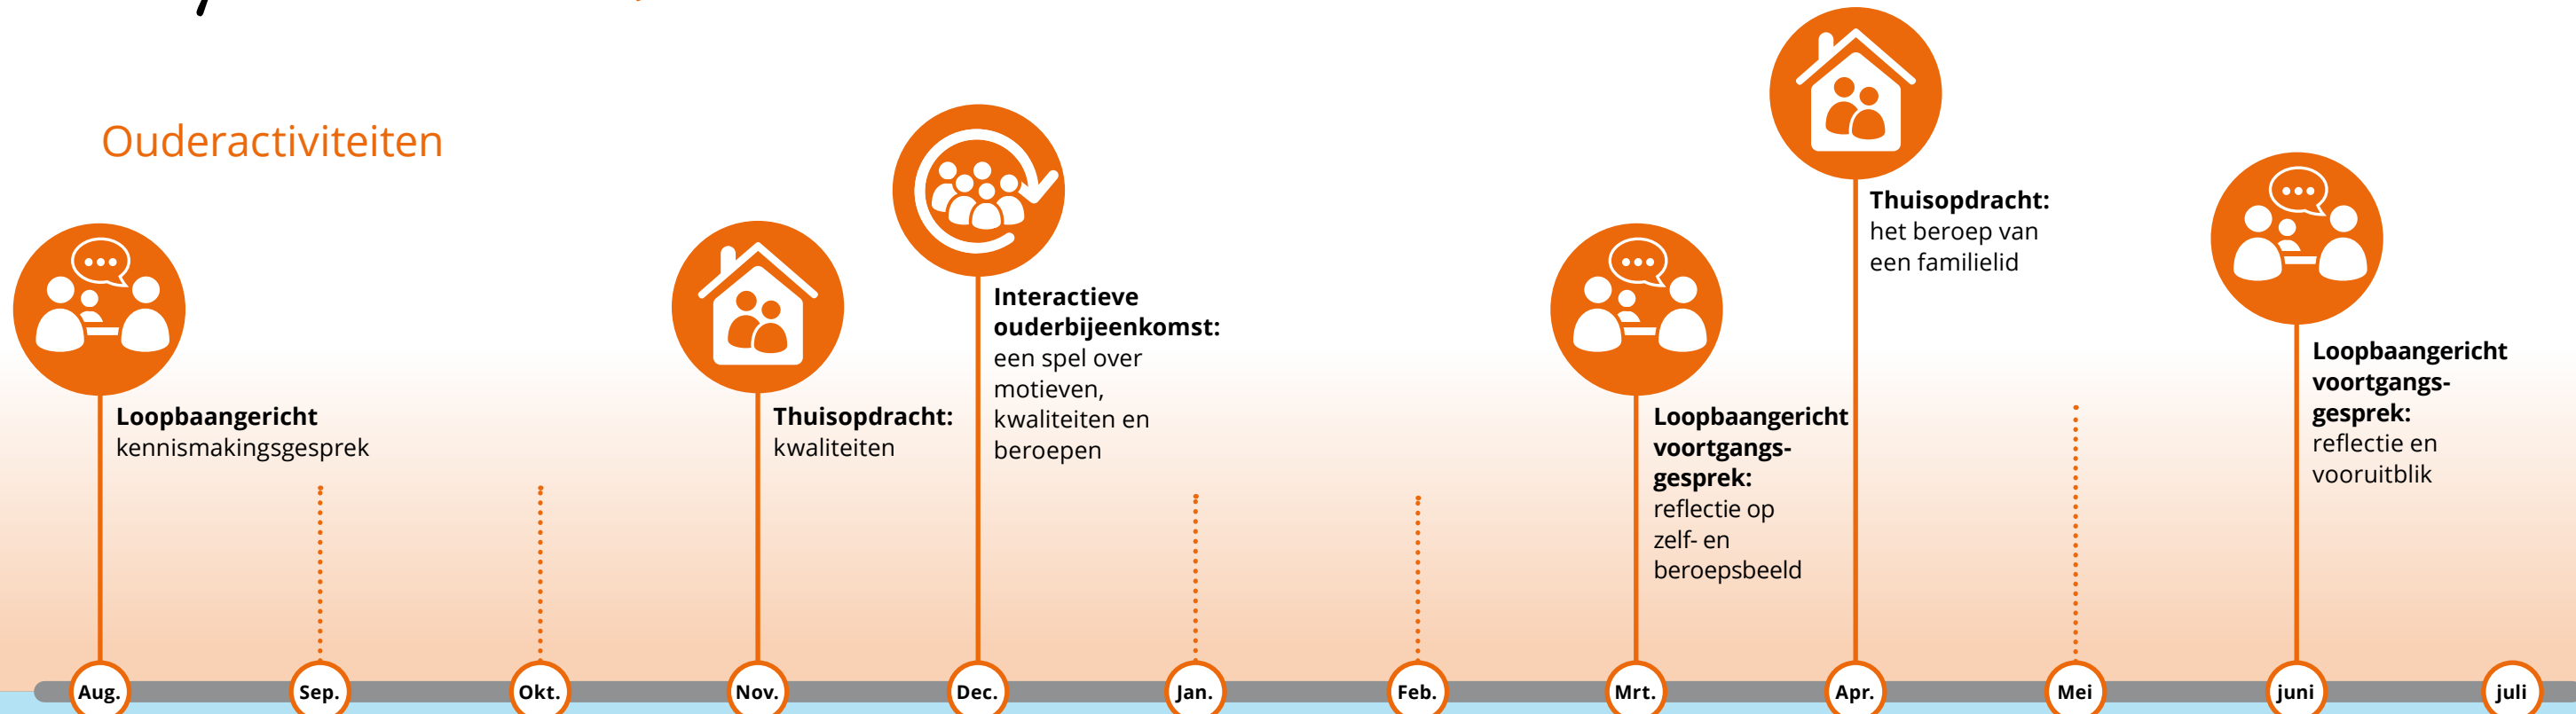 Ouderactiviteiten
Loopbaangericht
kennismakingsgesprek
Thuisopdracht:
kwaliteiten
Interactieve
ouderbijeenkomst:
een spel over
motieven,
kwaliteiten en
beroepen
Loopbaangericht
voortgangs-
gesprek:
reflectie op
zelf- en
beroepsbeeld
Thuisopdracht:
het beroep van
een familielid
Loopbaangericht
voortgangs-
gesprek:
reflectie en
vooruitblik
Aug.
Sep.
Okt.
Nov.
Dec.
Jan.
Feb.
Mrt.
Apr.
Mei
juni
juli